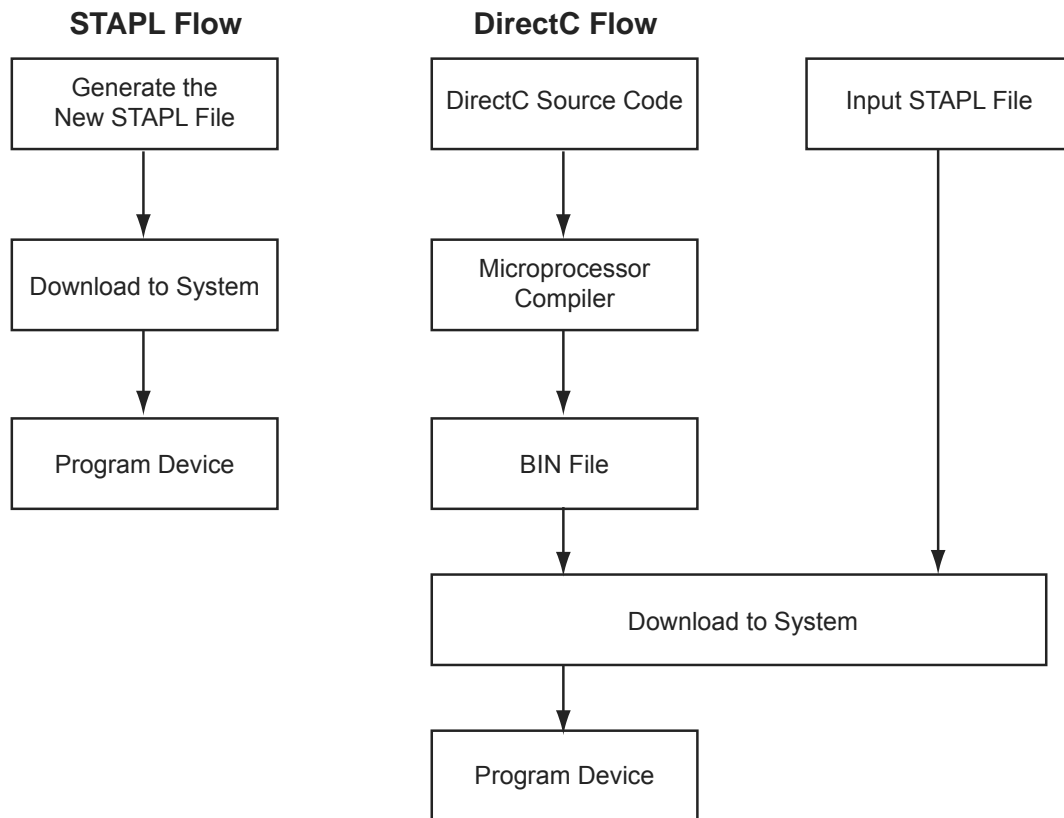 STAPL Flow
Generate the
New STAPL File
Download to System
Program Device
DirectC Flow
DirectC Source Code
Input STAPL File
Microprocessor
Compiler
BIN File
Download to System
Program Device